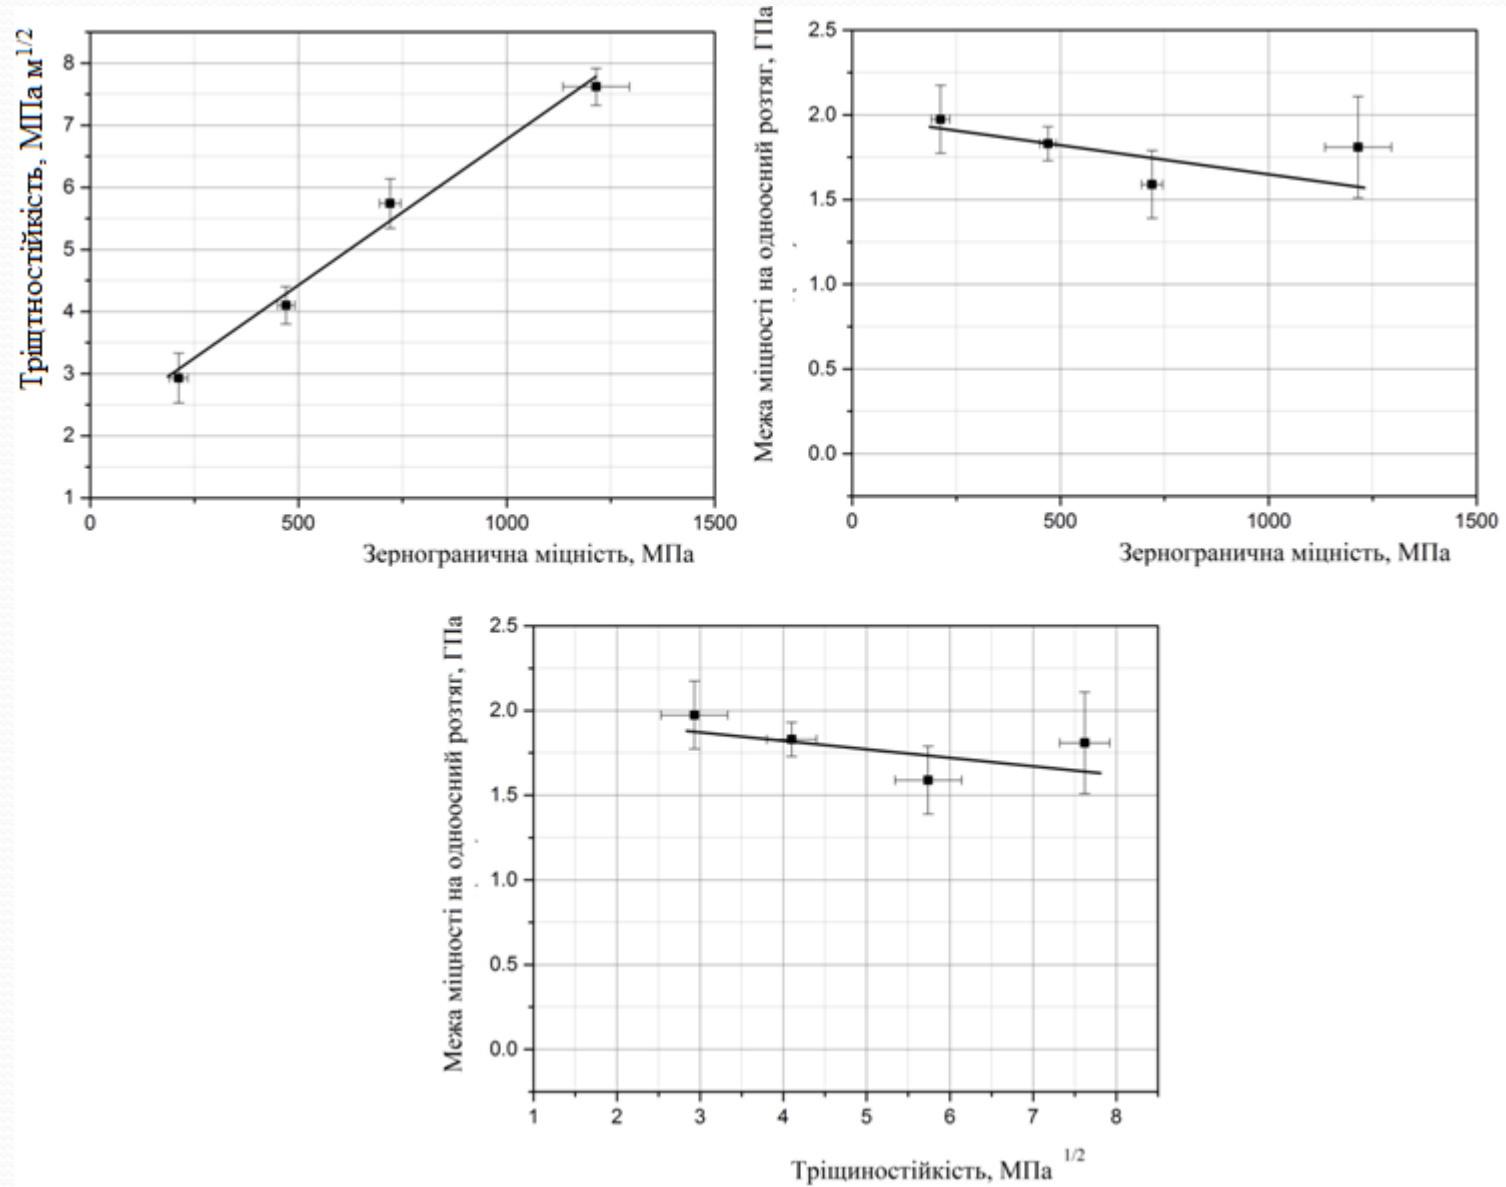 Тріщтностійкість, МПа м1/2
8
7
6
5
4
3
2
1
0 500 1000 1500
Зерногранична міцність, МПа
Межа міцності на одноосний розтяг, ГПа
2.5
2.0
1.5
1.0
0.5
0.0
0 500 1000 1500
Зерногранична міцність, МПа
Межа міцності на одноосний розтяг, ГПа
2.5
2.0
1.5
1.0
0.5
0.0
1 2 3 4 5 6 7 8
Тріщиностійкість, МПа 1/2